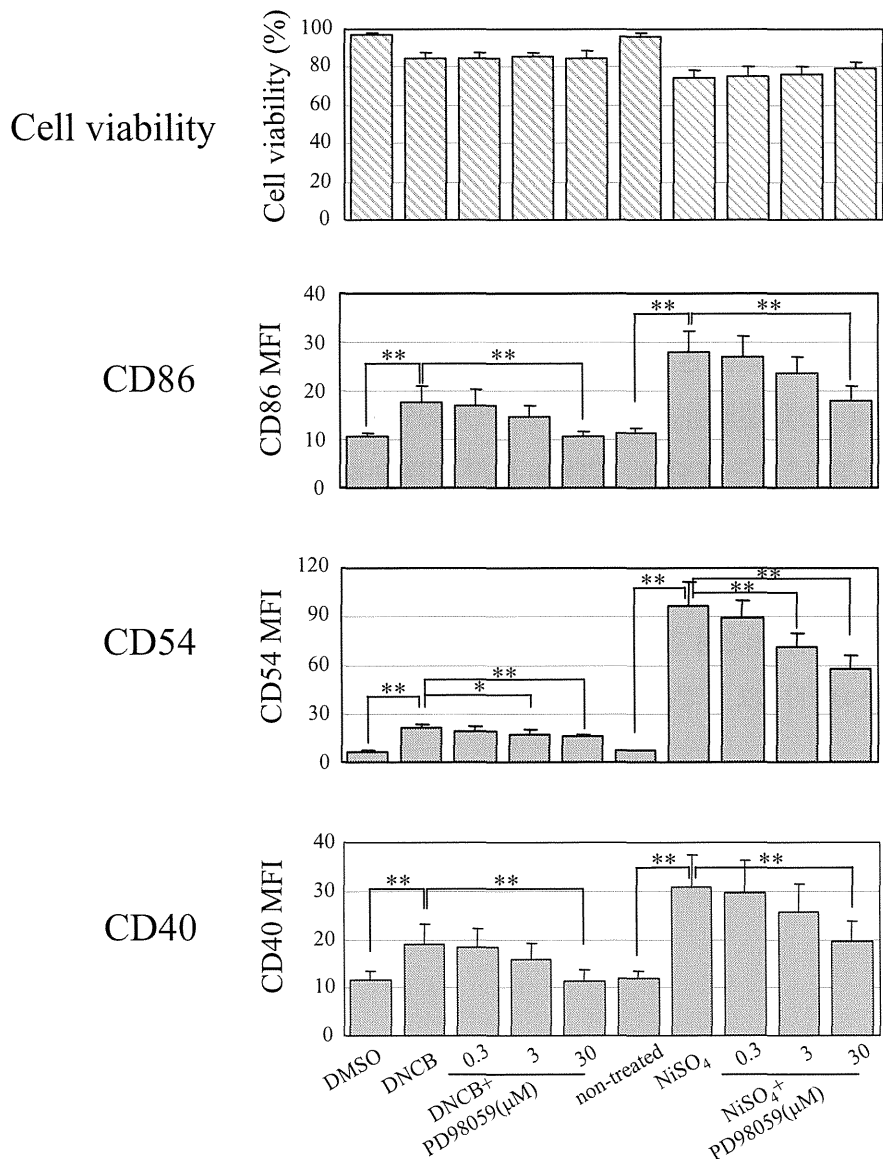 Cell viability
Cell viability (%)
100
80
60
40
20
0
CD86
CD86 MFI
40
30
20
10
0
**
**
**
**
CD54
CD54 MFI
120
90
60
30
0
**
**
*
**
**
**
CD40
CD40 MFI
40
30
20
10
0
**
**
**
**
DMSO
DNCB
0.3
3
30
DNCB+
PD98059(μM)
non-treated
NiSO₄
0.3
3
30
NiSO₄+
PD98059(μM)